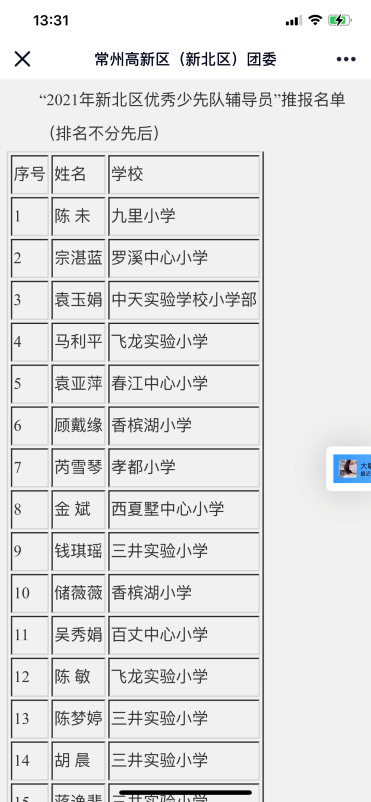 13:31
常州高新区（新北区）团委
“2021年新北区优秀少先队辅导员”推报名单
（排名不分先后）
序号 姓名 学校
1 陈 未 九里小学
2 宗湛蓝 罗溪中心小学
3 袁玉娟 中天实验学校小学部
4 马利平 飞龙实验小学
5 袁亚萍 春江中心小学
6 顾戴缘 香槟湖小学
7 芮雪琴 孝都小学
8 金 斌 西夏墅中心小学
9 钱琪瑶 三井实验小学
10 储薇薇 香槟湖小学
11 吴秀娟 百丈中心小学
12 陈 敏 飞龙实验小学
13 陈梦婷 三井实验小学
14 胡 晨 三井实验小学
15 三井实验小学